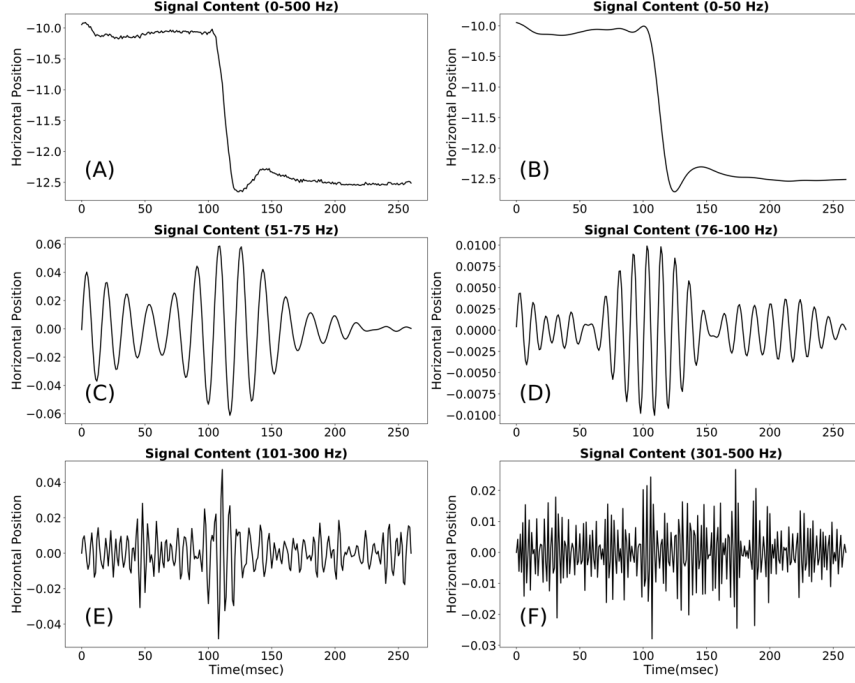 Signal Content (0-500 Hz)
Horizontal Position
−10.0
−10.5
−11.0
−11.5
−12.0
−12.5
(A)
0 50 100 150 200 250
Signal Content (0-50 Hz)
Horizontal Position
−10.0
−10.5
−11.0
−11.5
−12.0
−12.5
(B)
0 50 100 150 200 250
Signal Content (51-75 Hz)
Horizontal Position
0.06
0.04
0.02
0.00
−0.02
−0.04
−0.06
(C)
0 50 100 150 200 250
Signal Content (76-100 Hz)
Horizontal Position
0.0100
0.0075
0.0050
0.0025
0.0000
−0.0025
−0.0050
−0.0075
−0.0100
(D)
0 50 100 150 200 250
Signal Content (101-300 Hz)
Horizontal Position
0.04
0.02
0.00
−0.02
−0.04
(E)
0 50 100 150 200 250
Time(msec)
Signal Content (301-500 Hz)
Horizontal Position
0.02
0.01
0.00
−0.01
−0.02
−0.03
(F)
0 50 100 150 200 250
Time(msec)